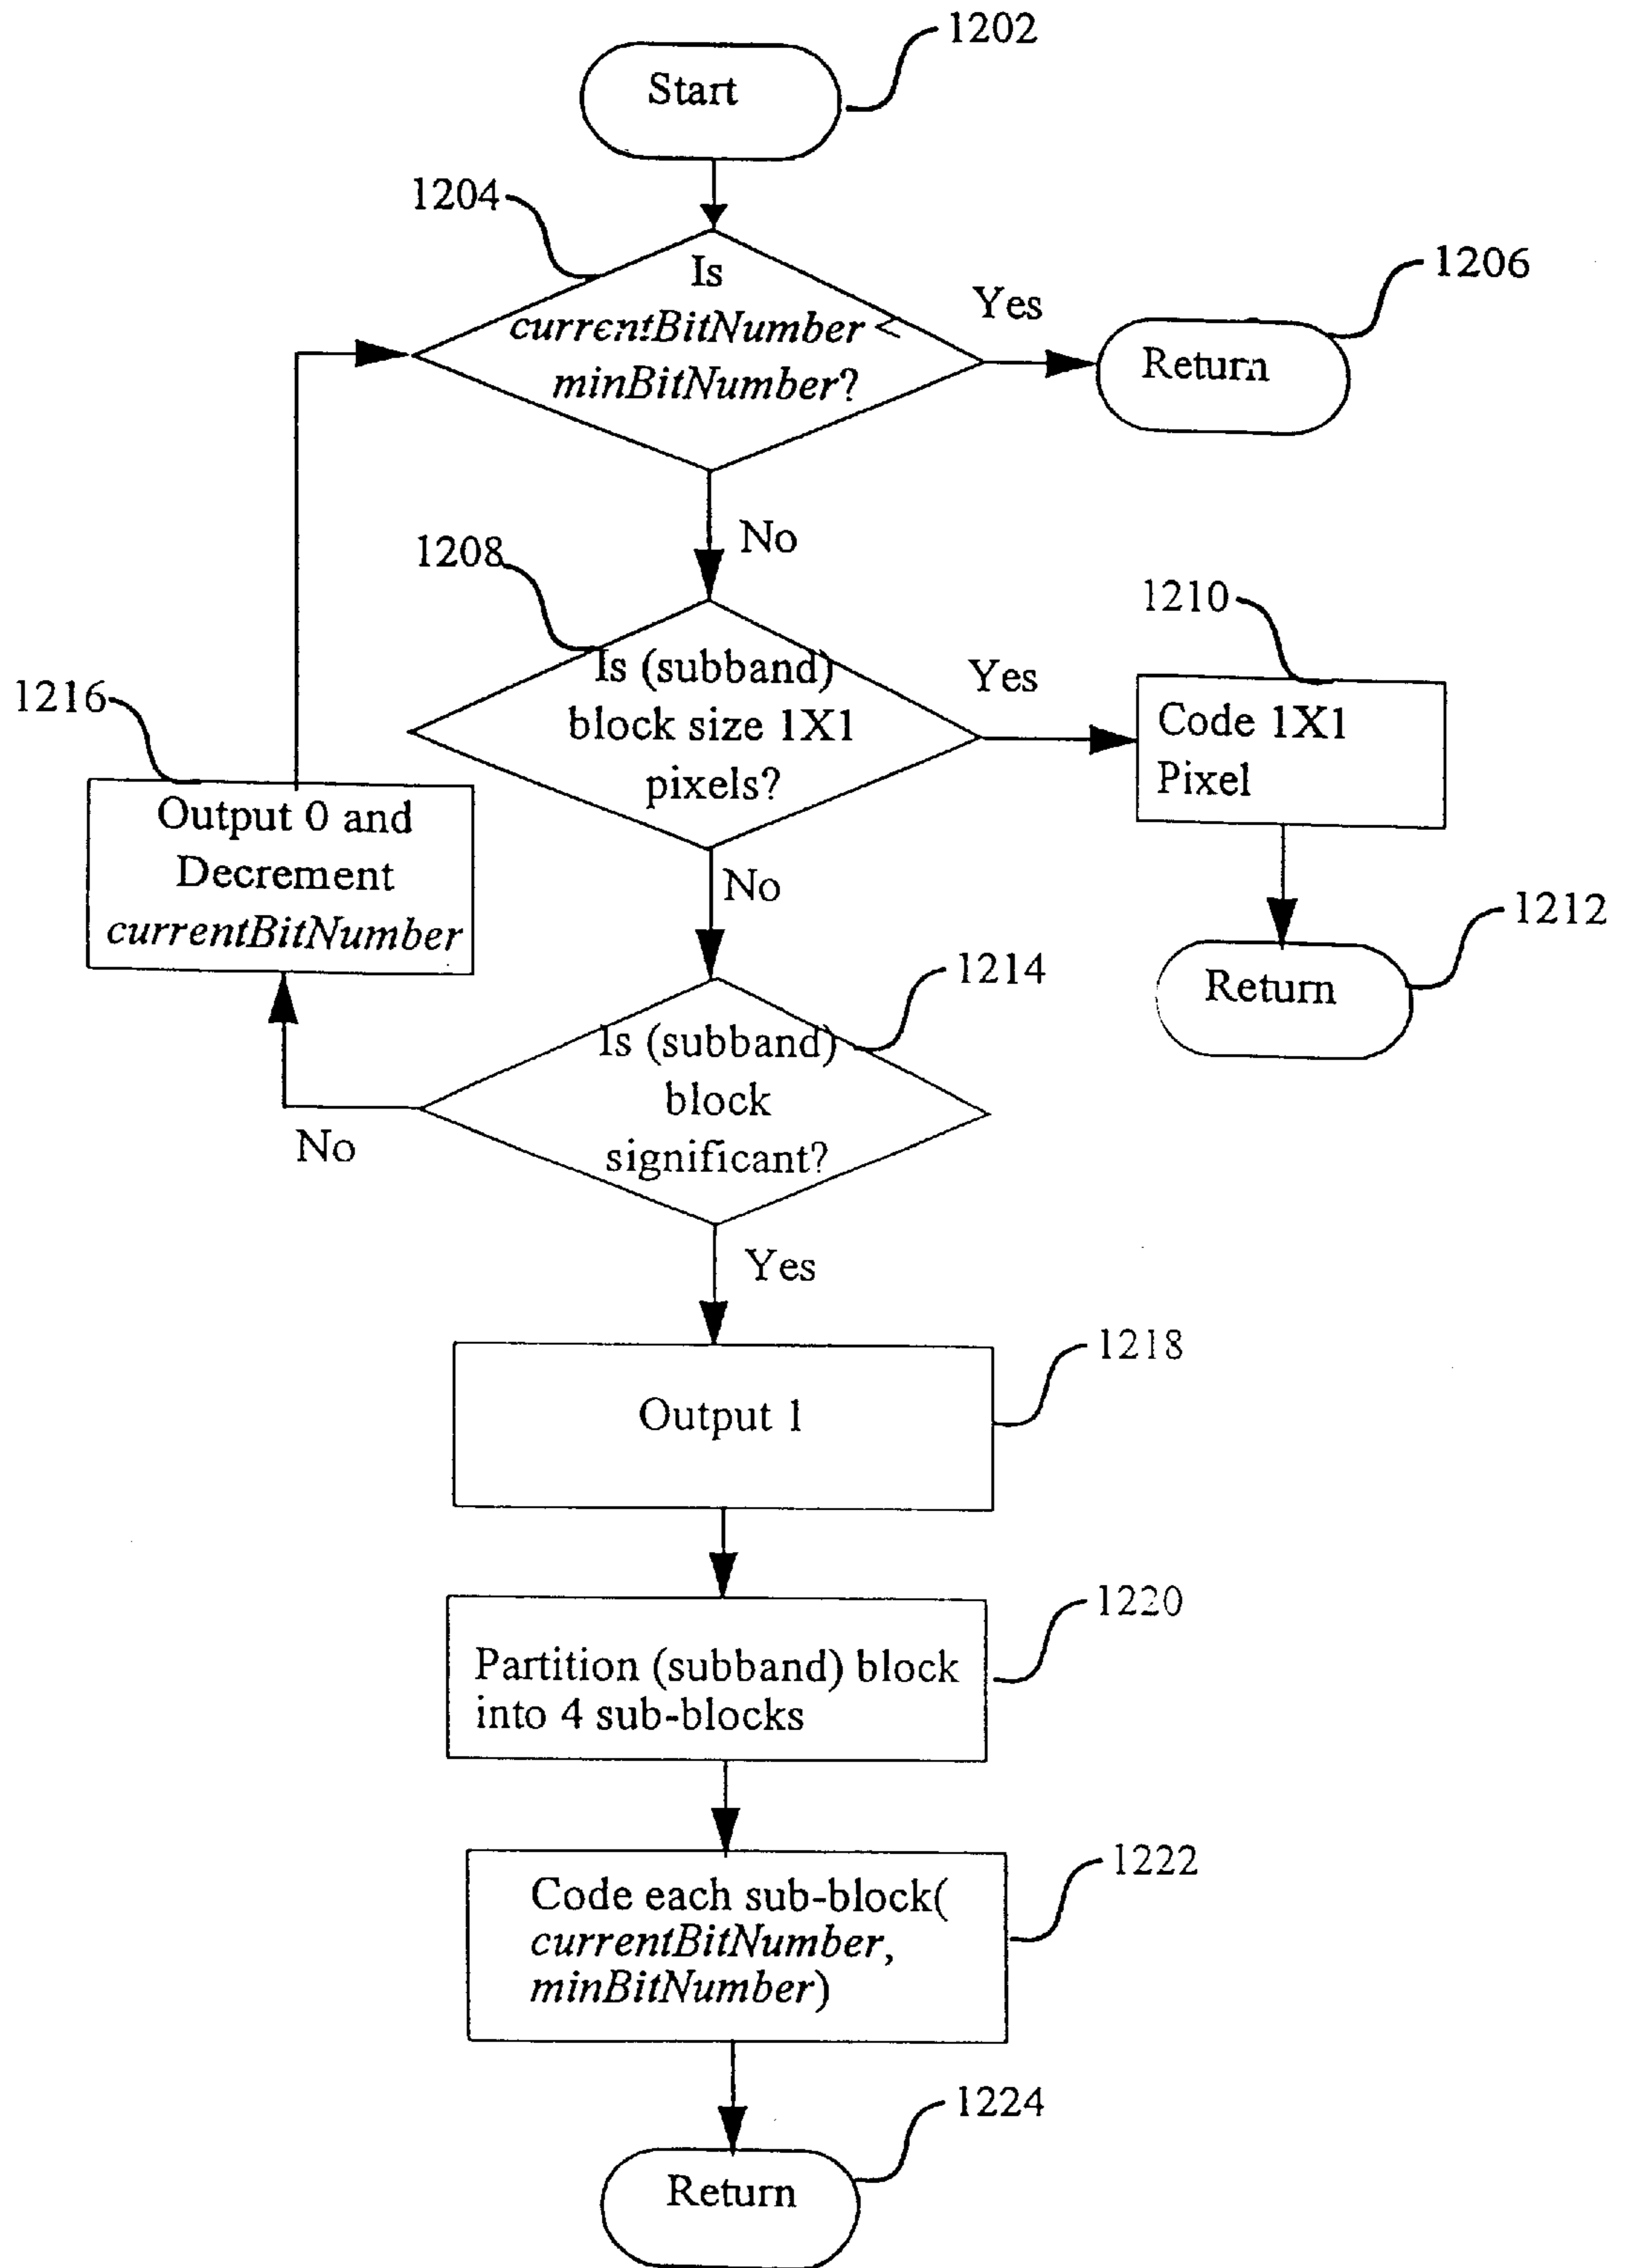 1202
Start
1204
Is
currentBitNumber <
minBitNumber?
Yes
1206
Return
No
1208
Is (subband)
block size 1X1
pixels?
Yes
1210
Code 1X1
Pixel
1212
Return
1216
Output 0 and
Decrement
currentBitNumber
No
1214
Is (subband)
block
significant?
No
Yes
1218
Output 1
1220
Partition (subband) block
into 4 sub-blocks
1222
Code each sub-block(
currentBitNumber,
minBitNumber)
1224
Return